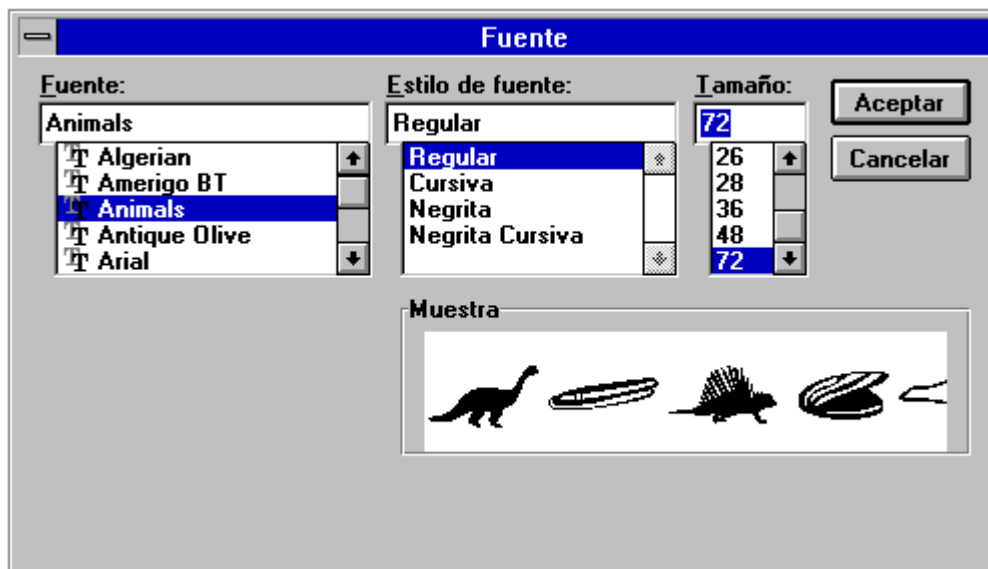 Fuente
Fuente:
Animals
Algerian
Amerigo BT
Animals
Antique Olive
Arial
Estilo de fuente:
Regular
Regular
Cursiva
Negrita
Negrita Cursiva
Tamaño:
72
26
28
36
48
72
Aceptar
Cancelar
Muestra